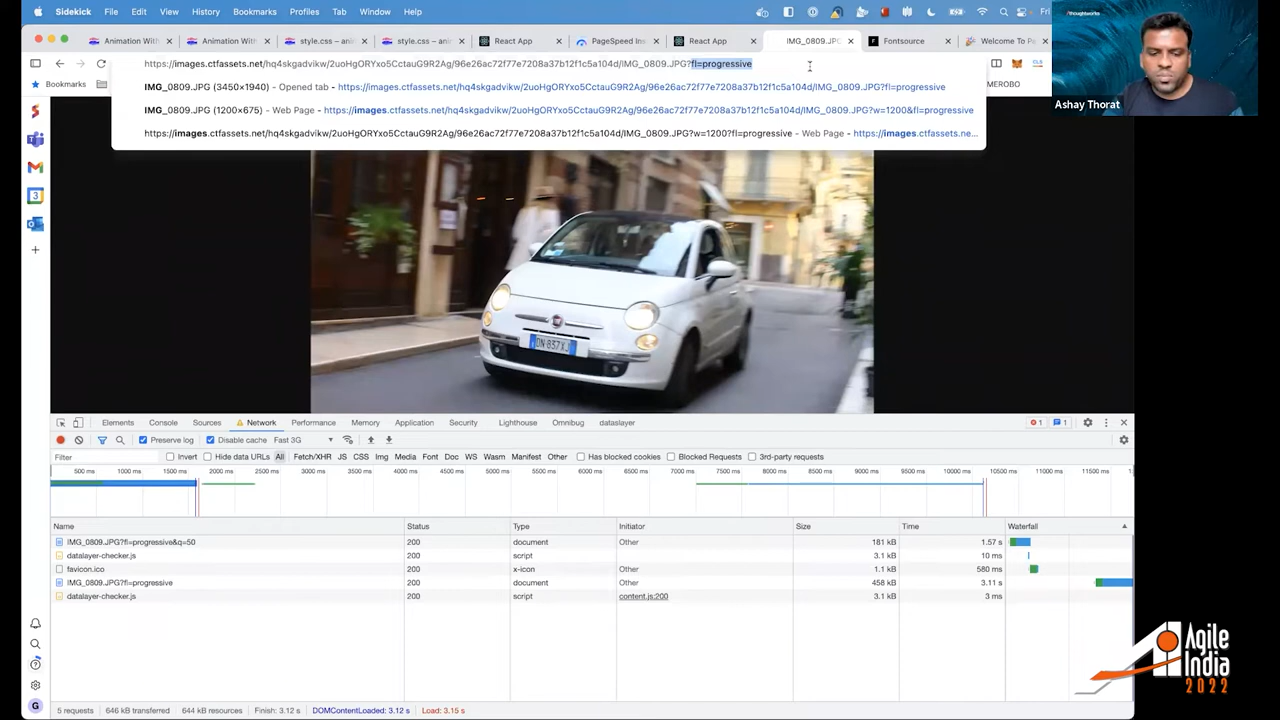 Sidekick File Edit View History Bookmarks Profiles Tab Window Help
Animation With Animation With style.css – ani style.css – ani React App PageSpeed Ins React App IMG_0809.JPG Fontsource Welcome To Pe
https://images.ctfassets.net/hq4skgadvikw/2uoHgORYxo5CctauG9R2Ag/96e26ac72f77e7208a37b12f1c5a104d/IMG_0809.JPG?fl=progressive
Bookmarks
IMG_0809.JPG (3450×1940) - Opened tab - https://images.ctfassets.net/hq4skgadvikw/2uoHgORYxo5CctauG9R2Ag/96e26ac72f77e7208a37b12f1c5a104d/IMG_0809.JPG?fl=progressive
MEROBO
IMG_0809.JPG (1200×675) - Web Page - https://images.ctfassets.net/hq4skgadvikw/2uoHgORYxo5CctauG9R2Ag/96e26ac72f77e7208a37b12f1c5a104d/IMG_0809.JPG?w=1200&fl=progressive
https://images.ctfassets.net/hq4skgadvikw/2uoHgORYxo5CctauG9R2Ag/96e26ac72f77e7208a37b12f1c5a104d/IMG_0809.JPG?w=1200?fl=progressive - Web Page - https://images.ctfassets.ne...
/thoughtworks
Ashay Thorat
DN 837XJ
Elements Console Sources Network Performance Memory Application Security Lighthouse Omnibug datalayer 1 1
Preserve log Disable cache Fast 3G
Filter Invert Hide data URLs All Fetch/XHR JS CSS Img Media Font Doc WS Wasm Manifest Other Has blocked cookies Blocked Requests 3rd-party requests
500 ms 1000 ms 1500 ms 2000 ms 2500 ms 3000 ms 3500 ms 4000 ms 4500 ms 5000 ms 5500 ms 6000 ms 6500 ms 7000 ms 7500 ms 8000 ms 8500 ms 9000 ms 9500 ms 10000 ms 10500 ms 11000 ms 11500 ms
Name Status Type Initiator Size Time Waterfall
IMG_0809.JPG?fl=progressive&q=50 200 document Other 181 kB 1.57 s
datalayer-checker.js 200 script 3.1 kB 10 ms
favicon.ico 200 x-icon Other 1.1 kB 580 ms
IMG_0809.JPG?fl=progressive 200 document Other 458 kB 3.11 s
datalayer-checker.js 200 script content.js:200 3.1 kB 3 ms
5 requests 646 kB transferred 644 kB resources Finish: 3.12 s DOMContentLoaded: 3.12 s Load: 3.15 s
Agile
India
2022